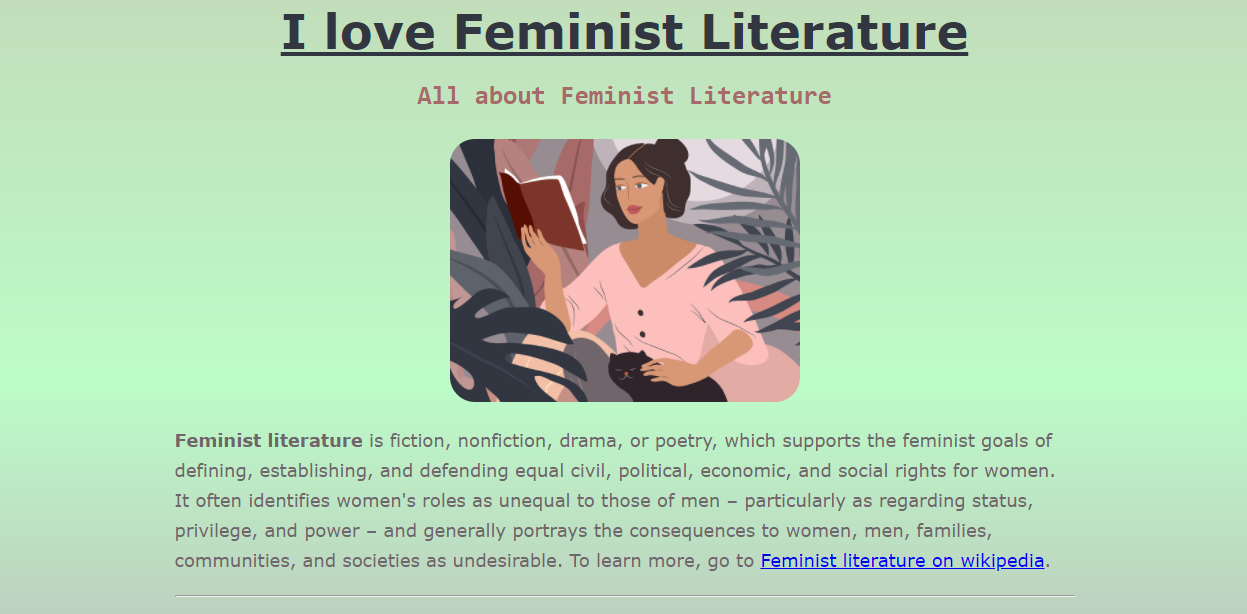 I love Feminist Literature
All about Feminist Literature
Feminist literature is fiction, nonfiction, drama, or poetry, which supports the feminist goals of
defining, establishing, and defending equal civil, political, economic, and social rights for women.
It often identifies women's roles as unequal to those of men – particularly as regarding status,
privilege, and power – and generally portrays the consequences to women, men, families,
communities, and societies as undesirable. To learn more, go to Feminist literature on wikipedia.